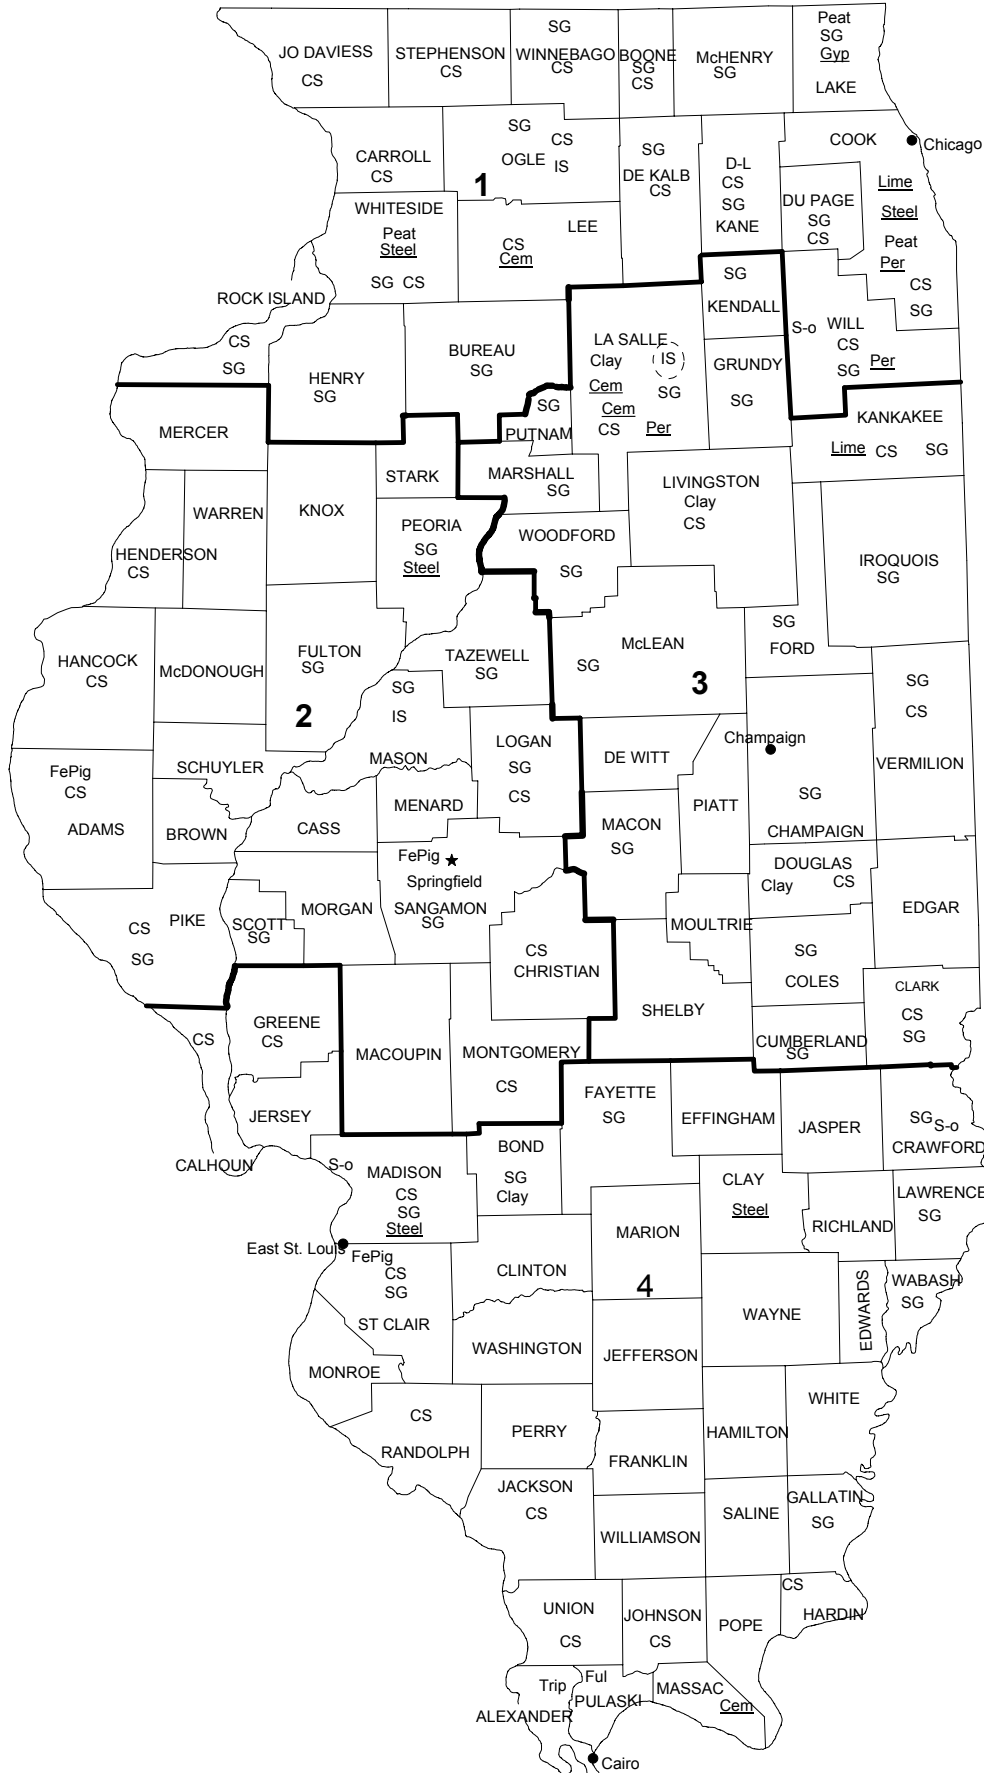 JO DAVIESS
CS
STEPHENSON
CS
SG
WINNEBAGO
CS
BOONE
SG
CS
McHENRY
SG
Peat
SG
Gyp
LAKE
CARROLL
CS
SG
CS
OGLE
IS
1
SG
DE KALB
CS
D-L
CS
SG
KANE
COOK
Chicago
Lime
Steel
Peat
Per
CS
SG
DU PAGE
SG
CS
WHITESIDE
Peat
Steel
SG CS
LEE
CS
Cem
ROCK ISLAND
CS
SG
HENRY
SG
BUREAU
SG
SG
PUTNAM
LA SALLE
Clay
IS
Cem
SG
Cem
CS
Per
SG
KENDALL
GRUNDY
SG
S-o
WILL
CS
SG
Per
KANKAKEE
Lime
CS
SG
MERCER
STARK
MARSHALL
SG
LIVINGSTON
Clay
CS
WARREN
KNOX
PEORIA
SG
Steel
WOODFORD
SG
HENDERSON
CS
IROQUOIS
SG
HANCOCK
CS
McDONOUGH
FULTON
SG
2
TAZEWELL
SG
McLEAN
SG
3
SG
FORD
SG
IS
MASON
LOGAN
SG
CS
DE WITT
PIATT
Champaign
SG
CHAMPAIGN
SG
CS
VERMILION
FePig
CS
ADAMS
SCHUYLER
BROWN
CASS
MENARD
MACON
SG
FePig
Springfield
SANGAMON
SG
DOUGLAS
Clay
CS
EDGAR
CS
PIKE
SG
SCOTT
SG
MORGAN
CS
CHRISTIAN
MOULTRIE
SG
COLES
SHELBY
CLARK
CS
SG
CUMBERLAND
SG
CS
CALHOUN
GREENE
CS
MACOUPIN
MONTGOMERY
CS
JERSEY
FAYETTE
SG
EFFINGHAM
JASPER
SG
S-o
CRAWFORD
S-o
MADISON
CS
SG
Steel
BOND
SG
Clay
CLAY
Steel
RICHLAND
LAWRENCE
SG
MARION
East St. Louis
FePig
CS
SG
ST CLAIR
CLINTON
4
WAYNE
EDWARDS
WABASH
SG
WASHINGTON
JEFFERSON
MONROE
CS
RANDOLPH
PERRY
FRANKLIN
HAMILTON
WHITE
JACKSON
CS
WILLIAMSON
SALINE
GALLATIN
SG
UNION
CS
JOHNSON
CS
POPE
CS
HARDIN
Trip
ALEXANDER
Ful
PULASKI
MASSAC
Cem
Cairo